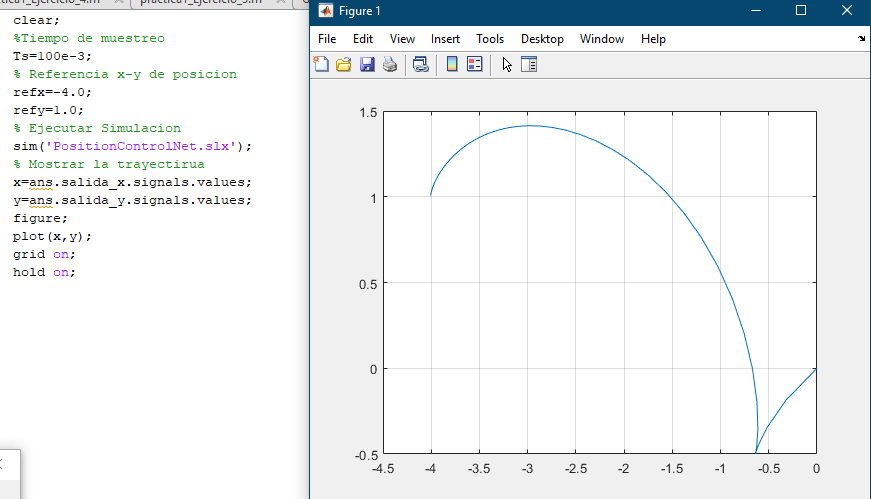 clear;
%Tiempo de muestreo
Ts=100e-3;
% Referencia x-y de posicion
refx=-4.0;
refy=1.0;
% Ejecutar Simulacion
sim('PositionControlNet.slx');
% Mostrar la trayectirua
x=ans.salida_x.signals.values;
y=ans.salida_y.signals.values;
figure;
plot(x,y);
grid on;
hold on;
Figure 1
File Edit View Insert Tools Desktop Window Help
1.5
1
0.5
0
-0.5
-4.5 -4 -3.5 -3 -2.5 -2 -1.5 -1 -0.5 0